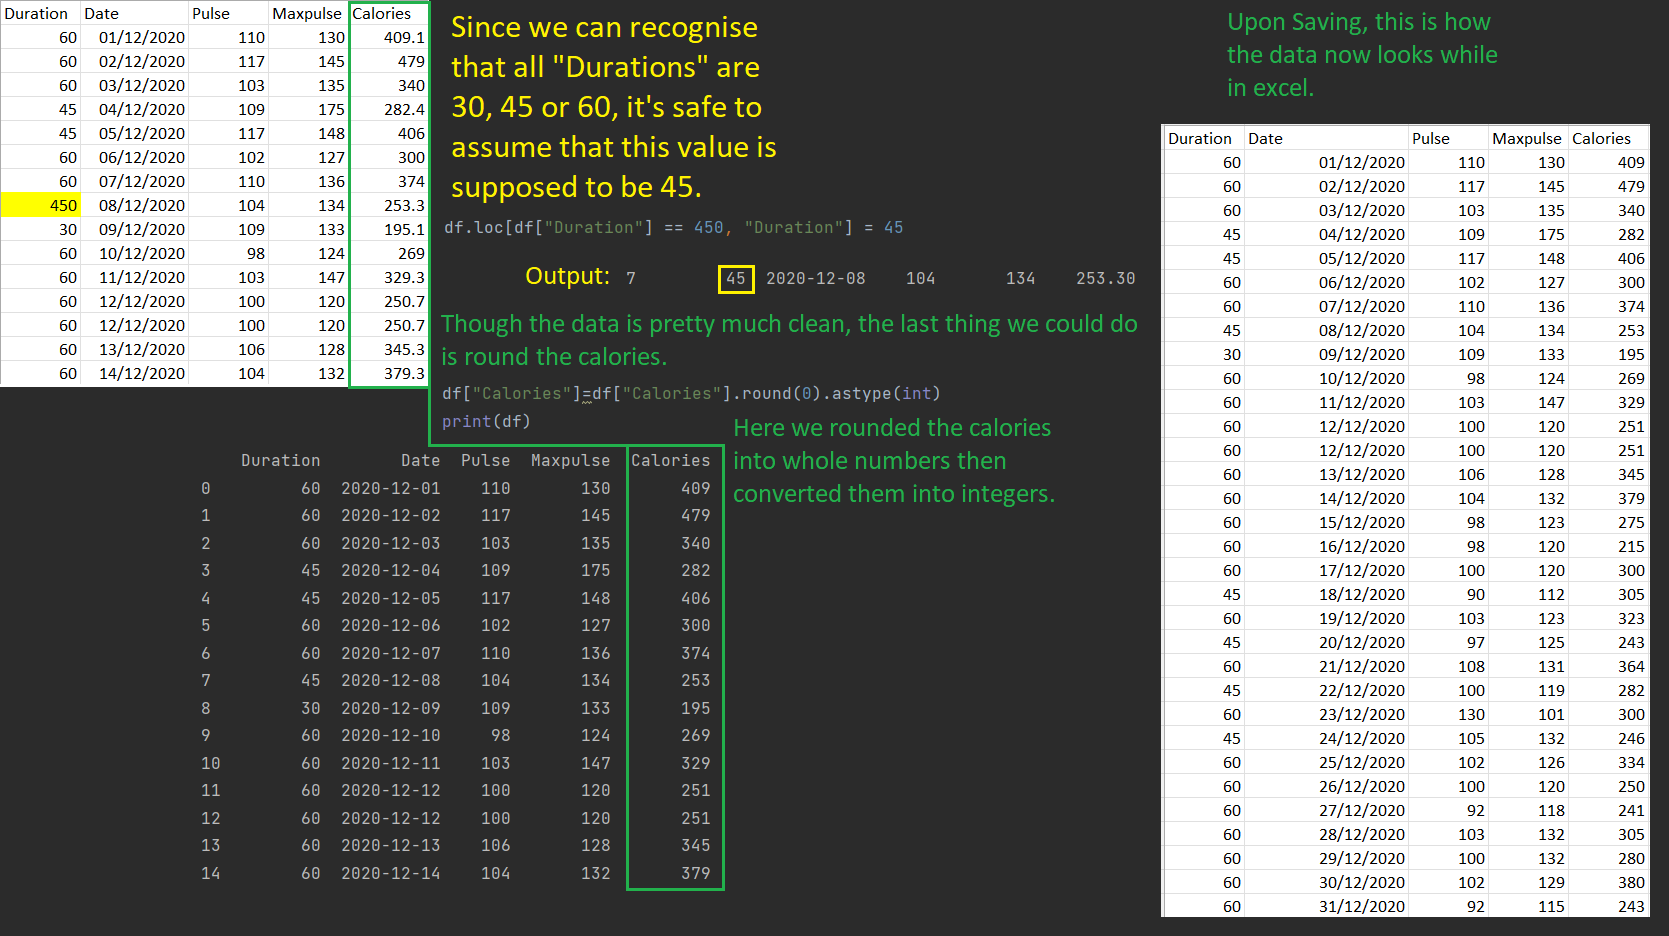 Duration Date Pulse Maxpulse Calories
60 01/12/2020 110 130 409.1
60 02/12/2020 117 145 479
60 03/12/2020 103 135 340
45 04/12/2020 109 175 282.4
45 05/12/2020 117 148 406
60 06/12/2020 102 127 300
60 07/12/2020 110 136 374
450 08/12/2020 104 134 253.3
30 09/12/2020 109 133 195.1
60 10/12/2020 98 124 269
60 11/12/2020 103 147 329.3
60 12/12/2020 100 120 250.7
60 12/12/2020 100 120 250.7
60 13/12/2020 106 128 345.3
60 14/12/2020 104 132 379.3
Since we can recognise
that all "Durations" are
30, 45 or 60, it's safe to
assume that this value is
supposed to be 45.
df.loc[df["Duration"] == 450, "Duration"] = 45
Output: 7 45 2020-12-08 104 134 253.30
Though the data is pretty much clean, the last thing we could do
is round the calories.
df["Calories"]=df["Calories"].round(0).astype(int)
print(df)
Here we rounded the calories
into whole numbers then
converted them into integers.
Duration Date Pulse Maxpulse Calories
0 60 2020-12-01 110 130 409
1 60 2020-12-02 117 145 479
2 60 2020-12-03 103 135 340
3 45 2020-12-04 109 175 282
4 45 2020-12-05 117 148 406
5 60 2020-12-06 102 127 300
6 60 2020-12-07 110 136 374
7 45 2020-12-08 104 134 253
8 30 2020-12-09 109 133 195
9 60 2020-12-10 98 124 269
10 60 2020-12-11 103 147 329
11 60 2020-12-12 100 120 251
12 60 2020-12-12 100 120 251
13 60 2020-12-13 106 128 345
14 60 2020-12-14 104 132 379
Upon Saving, this is how
the data now looks while
in excel.
Duration Date Pulse Maxpulse Calories
60 01/12/2020 110 130 409
60 02/12/2020 117 145 479
60 03/12/2020 103 135 340
45 04/12/2020 109 175 282
45 05/12/2020 117 148 406
60 06/12/2020 102 127 300
60 07/12/2020 110 136 374
45 08/12/2020 104 134 253
30 09/12/2020 109 133 195
60 10/12/2020 98 124 269
60 11/12/2020 103 147 329
60 12/12/2020 100 120 251
60 12/12/2020 100 120 251
60 13/12/2020 106 128 345
60 14/12/2020 104 132 379
60 15/12/2020 98 123 275
60 16/12/2020 98 120 215
60 17/12/2020 100 120 300
45 18/12/2020 90 112 305
60 19/12/2020 103 123 323
45 20/12/2020 97 125 243
60 21/12/2020 108 131 364
45 22/12/2020 100 119 282
60 23/12/2020 130 101 300
45 24/12/2020 105 132 246
60 25/12/2020 102 126 334
60 26/12/2020 100 120 250
60 27/12/2020 92 118 241
60 28/12/2020 103 132 305
60 29/12/2020 100 132 280
60 30/12/2020 102 129 380
60 31/12/2020 92 115 243